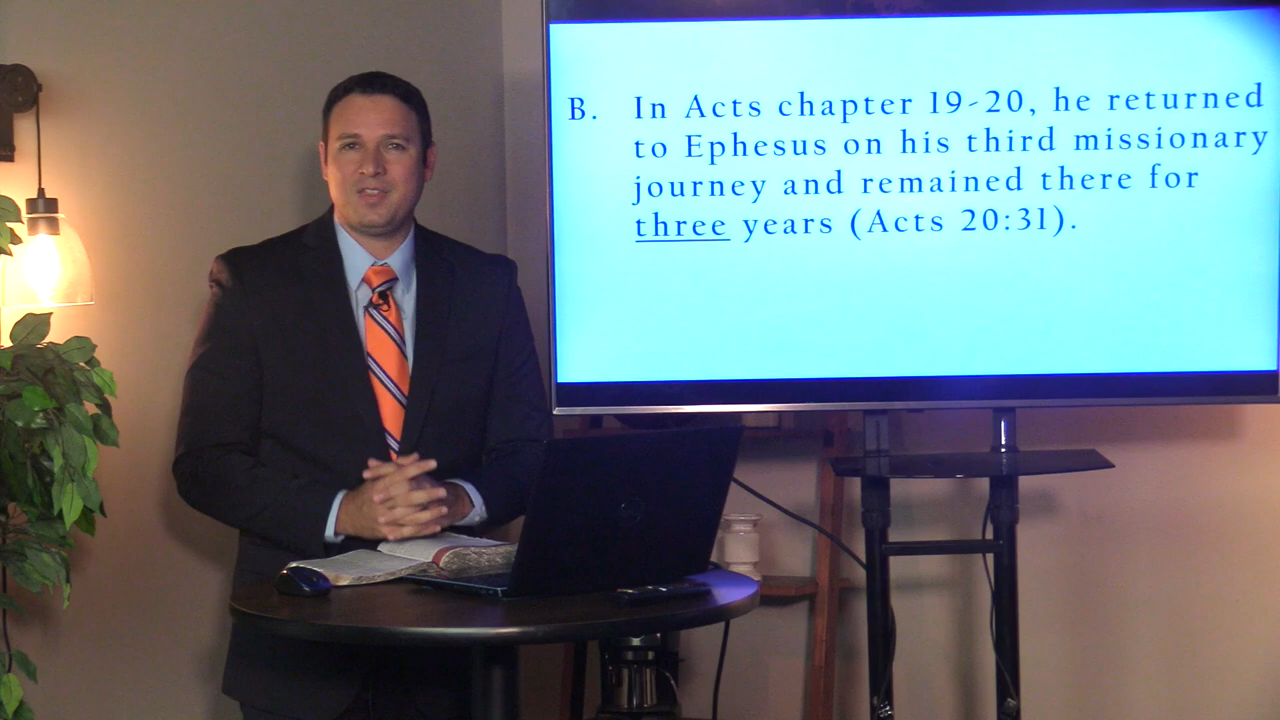 B. In Acts chapter 19-20, he returned
to Ephesus on his third missionary
journey and remained there for
three years (Acts 20:31).